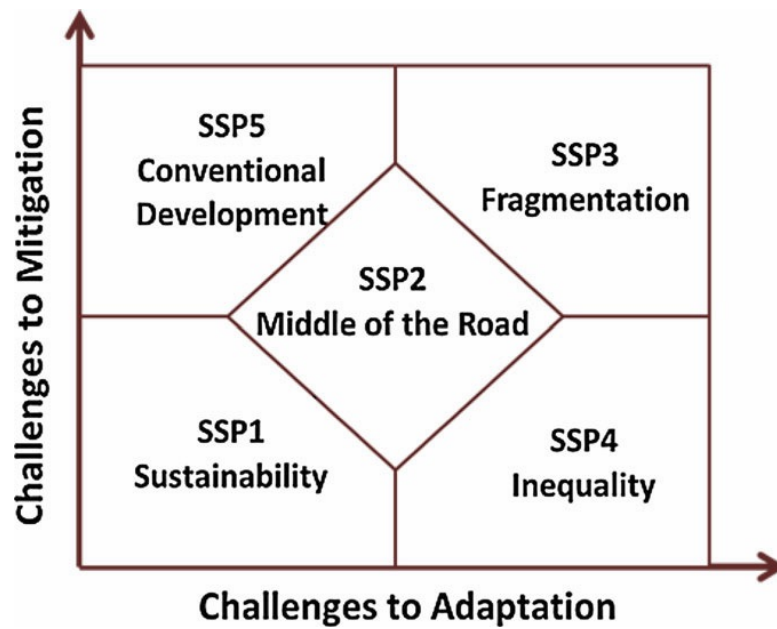 Challenges to Mitigation
SSP5
Conventional
Development
SSP3
Fragmentation
SSP2
Middle of the Road
SSP1
Sustainability
SSP4
Inequality
Challenges to Adaptation